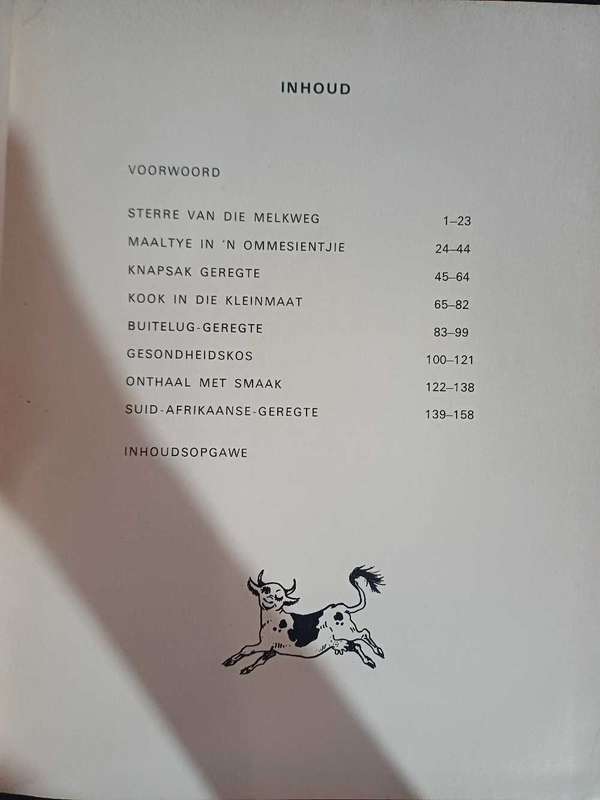 INHOUD
VOORWOORD
STERRE VAN DIE MELKWEG 1–23
MAALTYE IN 'N OMMESIENTJIE 24–44
KNAPSAK GEREGTE 45–64
KOOK IN DIE KLEINMAAT 65–82
BUITELUG-GEREGTE 83–99
GESONDHEIDSKOS 100–121
ONTHAAL MET SMAAK 122–138
SUID-AFRIKAANSE-GEREGTE 139–158
INHOUDSOPGAWE